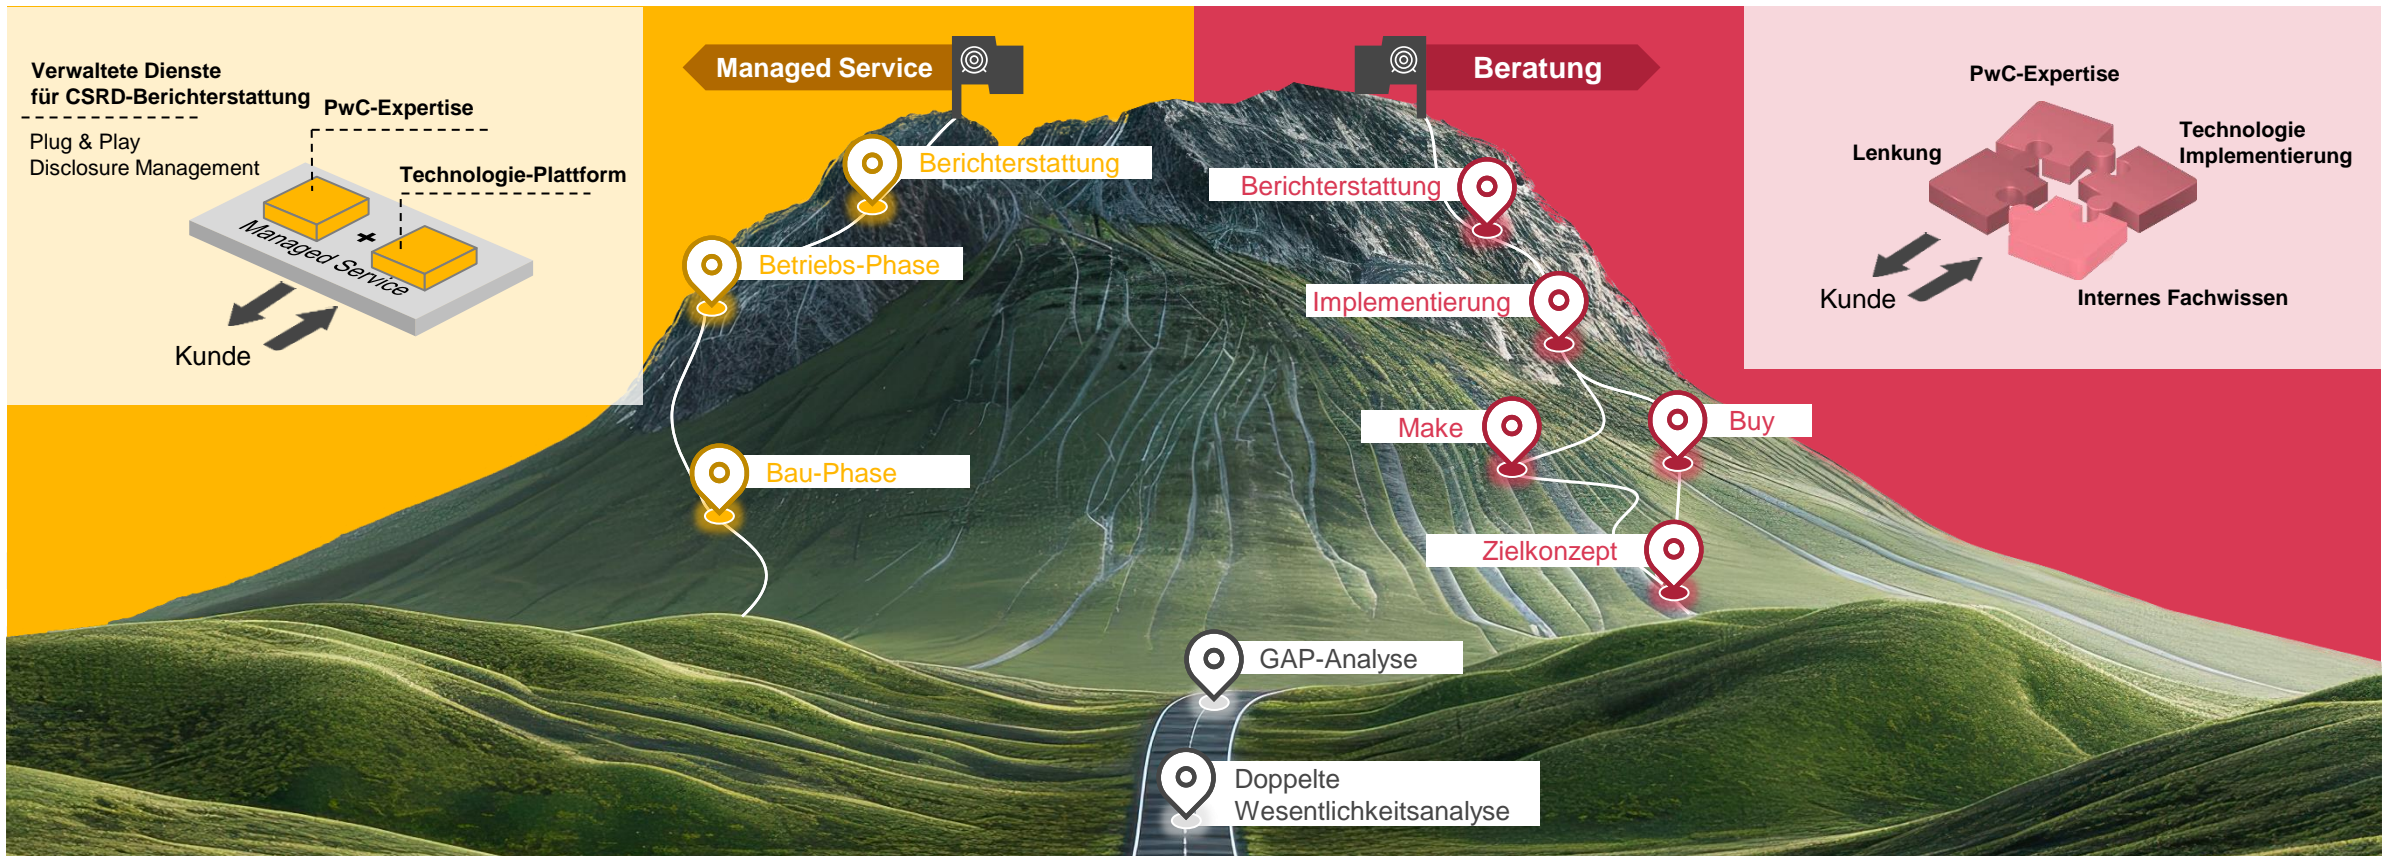 Verwaltete Dienste
für CSRD-Berichterstattung
Plug & Play
Disclosure Management
PwC-Expertise
Technologie-Plattform
+
Managed Service
Kunde
Managed Service
Berichterstattung
Betriebs-Phase
Bau-Phase
Beratung
Berichterstattung
Implementierung
Make
Buy
Zielkonzept
GAP-Analyse
Doppelte
Wesentlichkeitsanalyse
PwC-Expertise
Lenkung
Technologie
Implementierung
Kunde
Internes Fachwissen